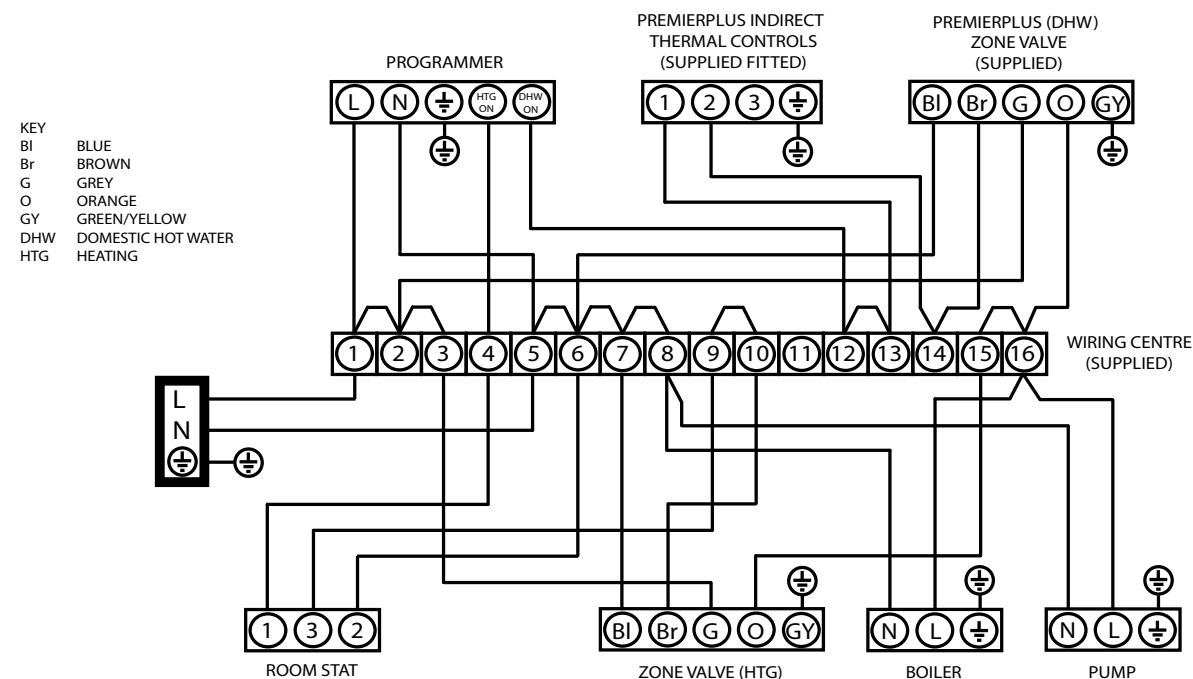 PREMIERPLUS INDIRECT
THERMAL CONTROLS
(SUPPLIED FITTED)
PREMIERPLUS (DHW)
ZONE VALVE
(SUPPLIED)
PROGRAMMER
L N HTG ON DHW ON
1 2 3
Bl Br G O GY
KEY
Bl BLUE
Br BROWN
G GREY
O ORANGE
GY GREEN/YELLOW
DHW DOMESTIC HOT WATER
HTG HEATING
1 2 3 4 5 6 7 8 9 10 11 12 13 14 15 16
WIRING CENTRE
(SUPPLIED)
L
N
1 3 2
ROOM STAT
Bl Br G O GY
ZONE VALVE (HTG)
N L
BOILER
N L
PUMP